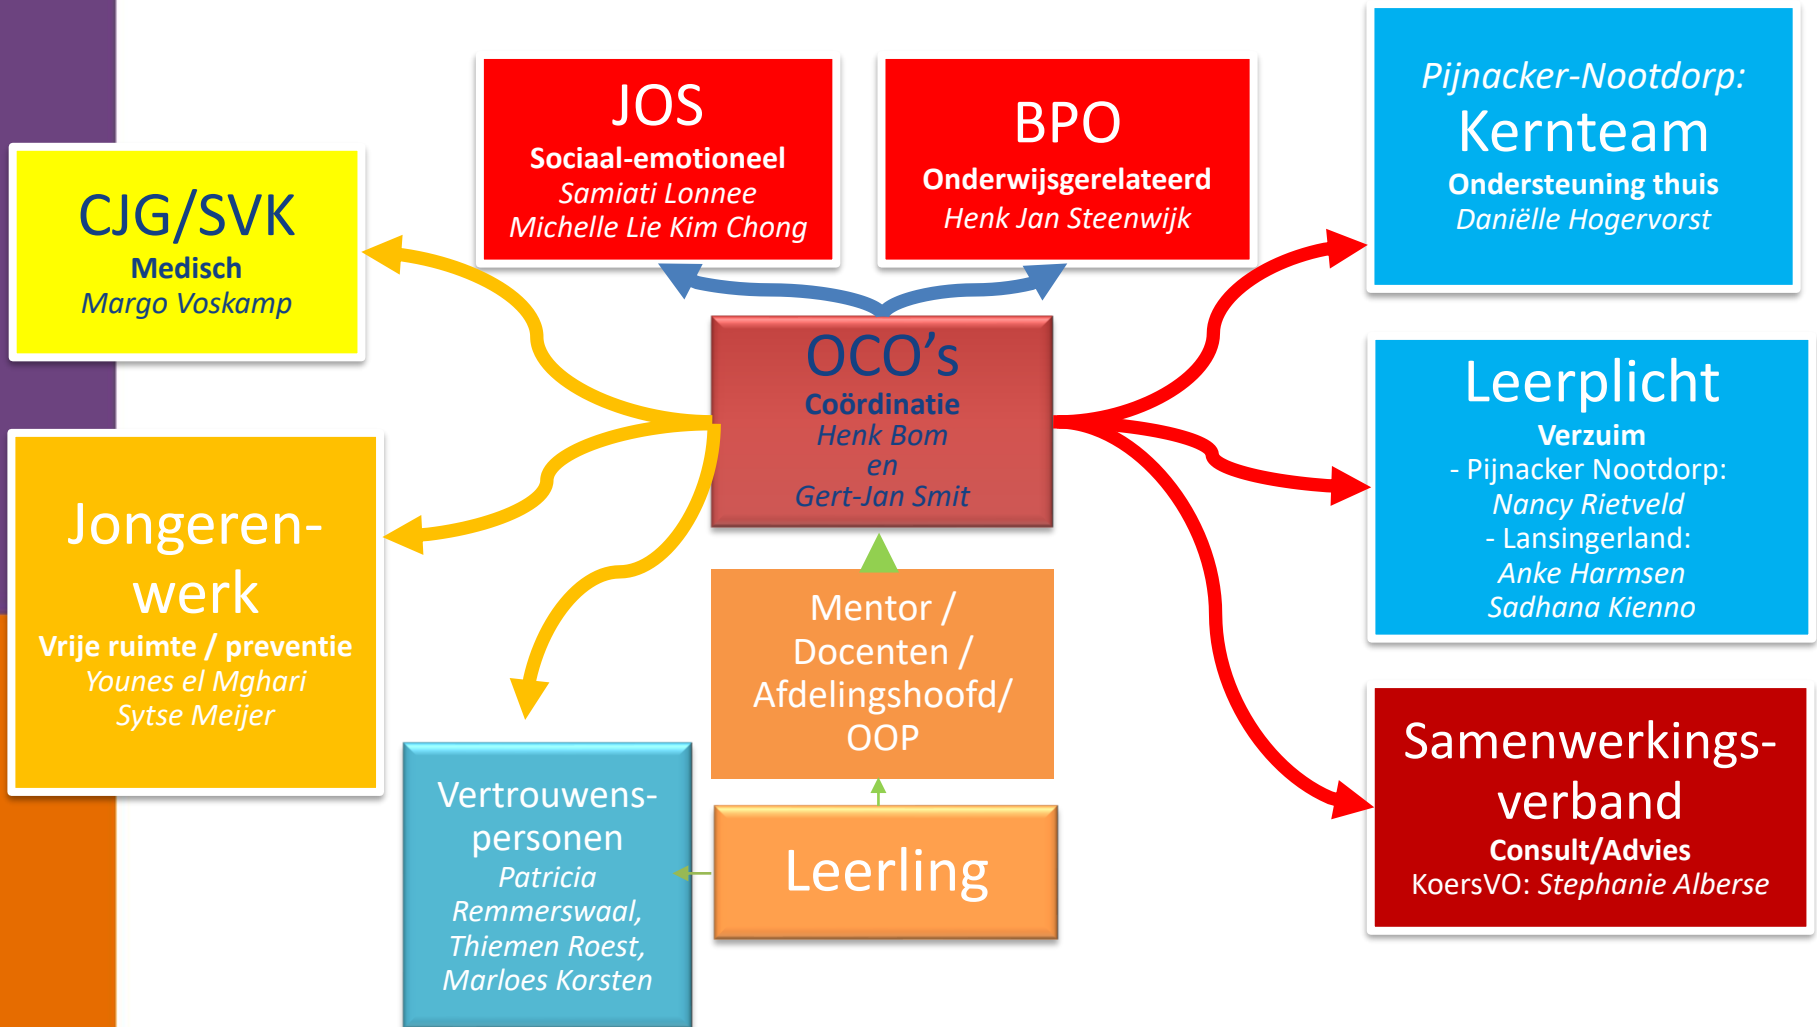 JOS
Sociaal-emotioneel
Samiati Lonnee
Michelle Lie Kim Chong
BPO
Onderwijsgerelateerd
Henk Jan Steenwijk
Pijnacker-Nootdorp:
Kernteam
Ondersteuning thuis
Daniëlle Hogervorst
CJG/SVK
Medisch
Margo Voskamp
OCO’s
Coördinatie
Henk Bom
en
Gert-Jan Smit
Leerplicht
Verzuim
- Pijnacker Nootdorp:
Nancy Rietveld
- Lansingerland:
Anke Harmsen
Sadhana Kienno
Jongeren-
werk
Vrije ruimte / preventie
Younes el Mghari
Sytse Meijer
Mentor /
Docenten /
Afdelingshoofd/
OOP
Samenwerkings-
verband
Consult/Advies
KoersVO: Stephanie Alberse
Vertrouwens-
personen
Patricia
Remmerswaal,
Thiemen Roest,
Marloes Korsten
Leerling